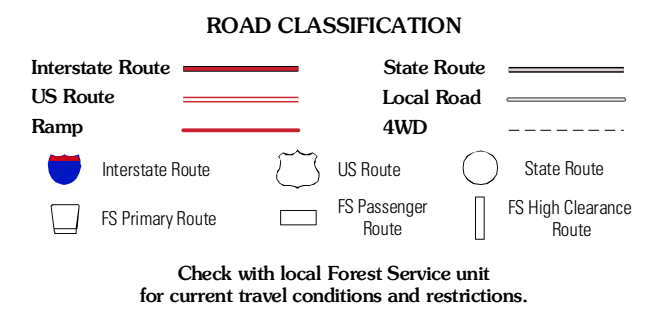 ROAD CLASSIFICATION
Interstate Route
State Route
US Route
Local Road
Ramp
4WD
Interstate Route
US Route
State Route
FS Primary Route
FS Passenger
Route
FS High Clearance
Route
Check with local Forest Service unit
for current travel conditions and restrictions.